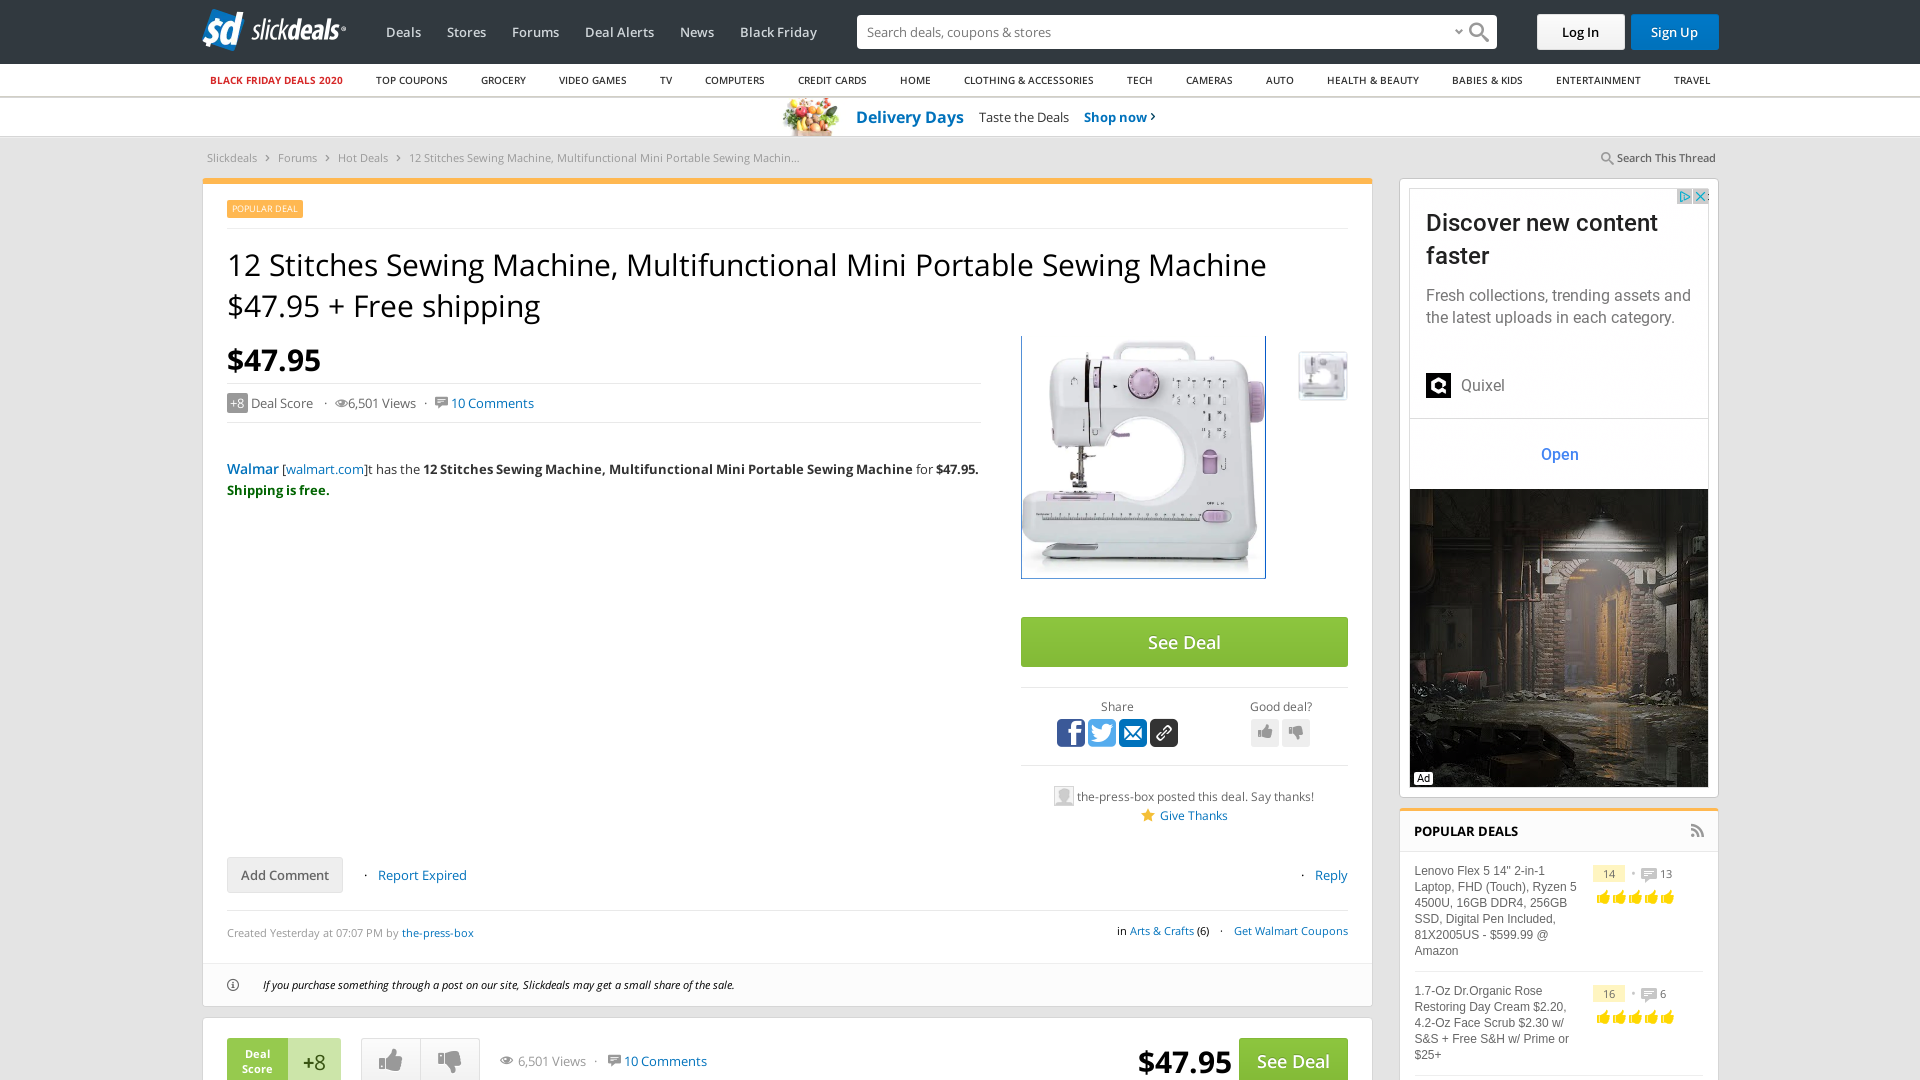 slickdeals
Deals
Stores
Forums
Deal Alerts
News
Black Friday
Search deals, coupons & stores
Log In
Sign Up
BLACK FRIDAY DEALS 2020
TOP COUPONS
GROCERY
VIDEO GAMES
TV
COMPUTERS
CREDIT CARDS
HOME
CLOTHING & ACCESSORIES
TECH
CAMERAS
AUTO
HEALTH & BEAUTY
BABIES & KIDS
ENTERTAINMENT
TRAVEL
Delivery Days Taste the Deals Shop now
Slickdeals › Forums › Hot Deals › 12 Stitches Sewing Machine, Multifunctional Mini Portable Sewing Machin...
Search This Thread
POPULAR DEAL
12 Stitches Sewing Machine, Multifunctional Mini Portable Sewing Machine
$47.95 + Free shipping
$47.95
+8 Deal Score · 6,501 Views · 10 Comments
Walmar [walmart.com]t has the 12 Stitches Sewing Machine, Multifunctional Mini Portable Sewing Machine for $47.95.
Shipping is free.
See Deal
Share
Good deal?
the-press-box posted this deal. Say thanks!
Give Thanks
Add Comment · Report Expired
· Reply
Created Yesterday at 07:07 PM by the-press-box
in Arts & Crafts (6) · Get Walmart Coupons
If you purchase something through a post on our site, Slickdeals may get a small share of the sale.
Deal
Score
+8
6,501 Views · 10 Comments
$47.95
See Deal
Discover new content
faster
Fresh collections, trending assets and
the latest uploads in each category.
Quixel
Open
Ad
POPULAR DEALS
Lenovo Flex 5 14" 2-in-1
Laptop, FHD (Touch), Ryzen 5
4500U, 16GB DDR4, 256GB
SSD, Digital Pen Included,
81X2005US - $599.99 @
Amazon
14 · 13
1.7-Oz Dr.Organic Rose
Restoring Day Cream $2.20,
4.2-Oz Face Scrub $2.30 w/
S&S + Free S&H w/ Prime or
$25+
16 · 6